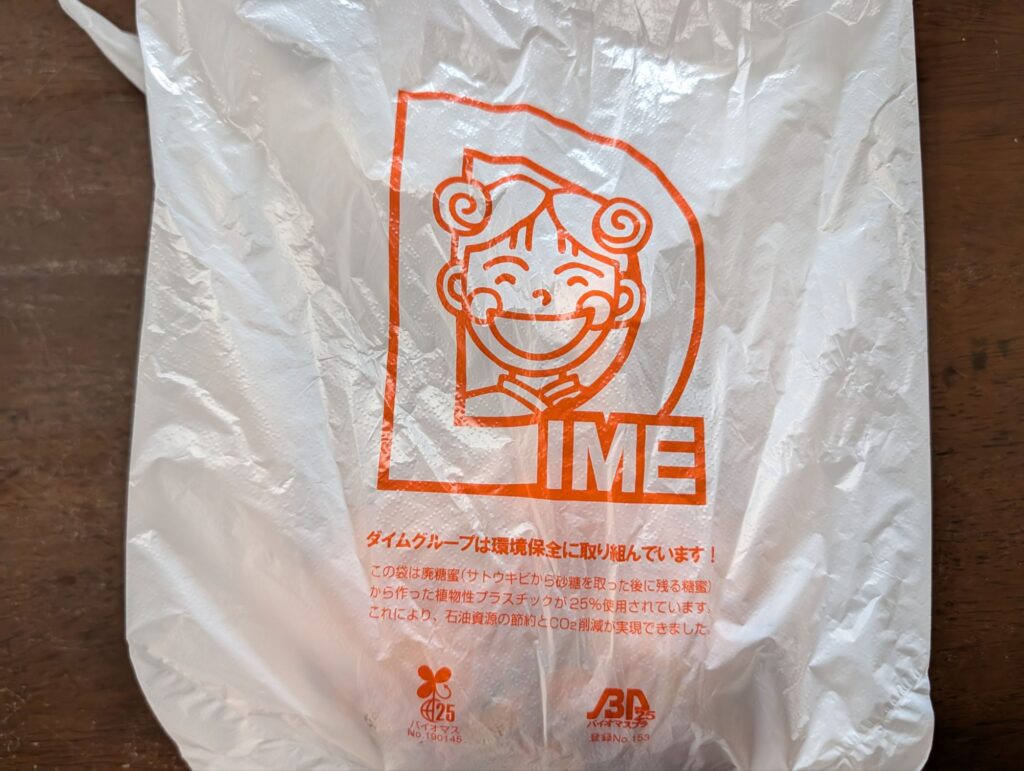 DIME
ダイムグループは環境保全に取り組んでいます！
この袋は廃糖蜜(サトウキビから砂糖を取った後に残る糖蜜)
から作った植物性プラスチックが25%使用されています。
これにより、石油資源の節約とCO₂削減が実現できました。
25
バイオマス
No.190145
BP
25
バイオマスプラ
登録No.153